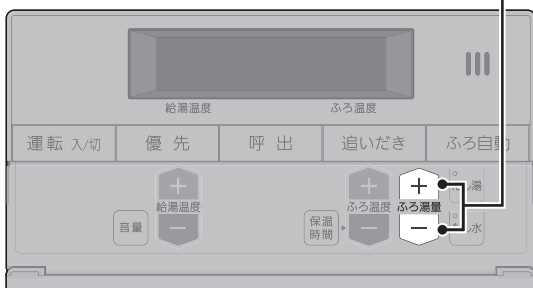 給湯温度 ふろ温度
運転 入/切 優先 呼出 追いだき ふろ自動
+ + +
給湯温度 ふろ温度 ふろ湯量 湯
音量 − 保温時間 − − 水